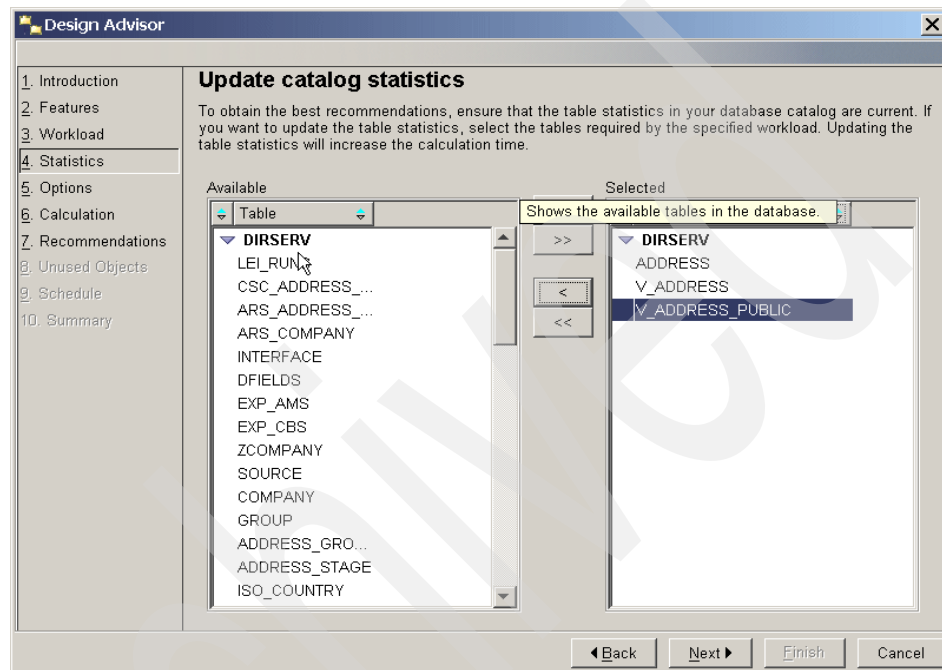 Design Advisor
1. Introduction
2. Features
3. Workload
4. Statistics
5. Options
6. Calculation
7. Recommendations
8. Unused Objects
9. Schedule
10. Summary
Update catalog statistics
To obtain the best recommendations, ensure that the table statistics in your database catalog are current. If
you want to update the table statistics, select the tables required by the specified workload. Updating the
table statistics will increase the calculation time.
Available
Table
DIRSERV
CSC_ADDRESS_...
ARS_ADDRESS_...
ARS_COMPANY
INTERFACE
DFIELDS
EXP_AMS
EXP_CBS
ZCOMPANY
SOURCE
COMPANY
GROUP
ADDRESS_GRO...
ADDRESS_STAGE
ISO_COUNTRY
>>
<
<<
Selected
Shows the available tables in the database.
DIRSERV
ADDRESS
V_ADDRESS
V_ADDRESS_PUBLIC
Back
Next
Finish
Cancel